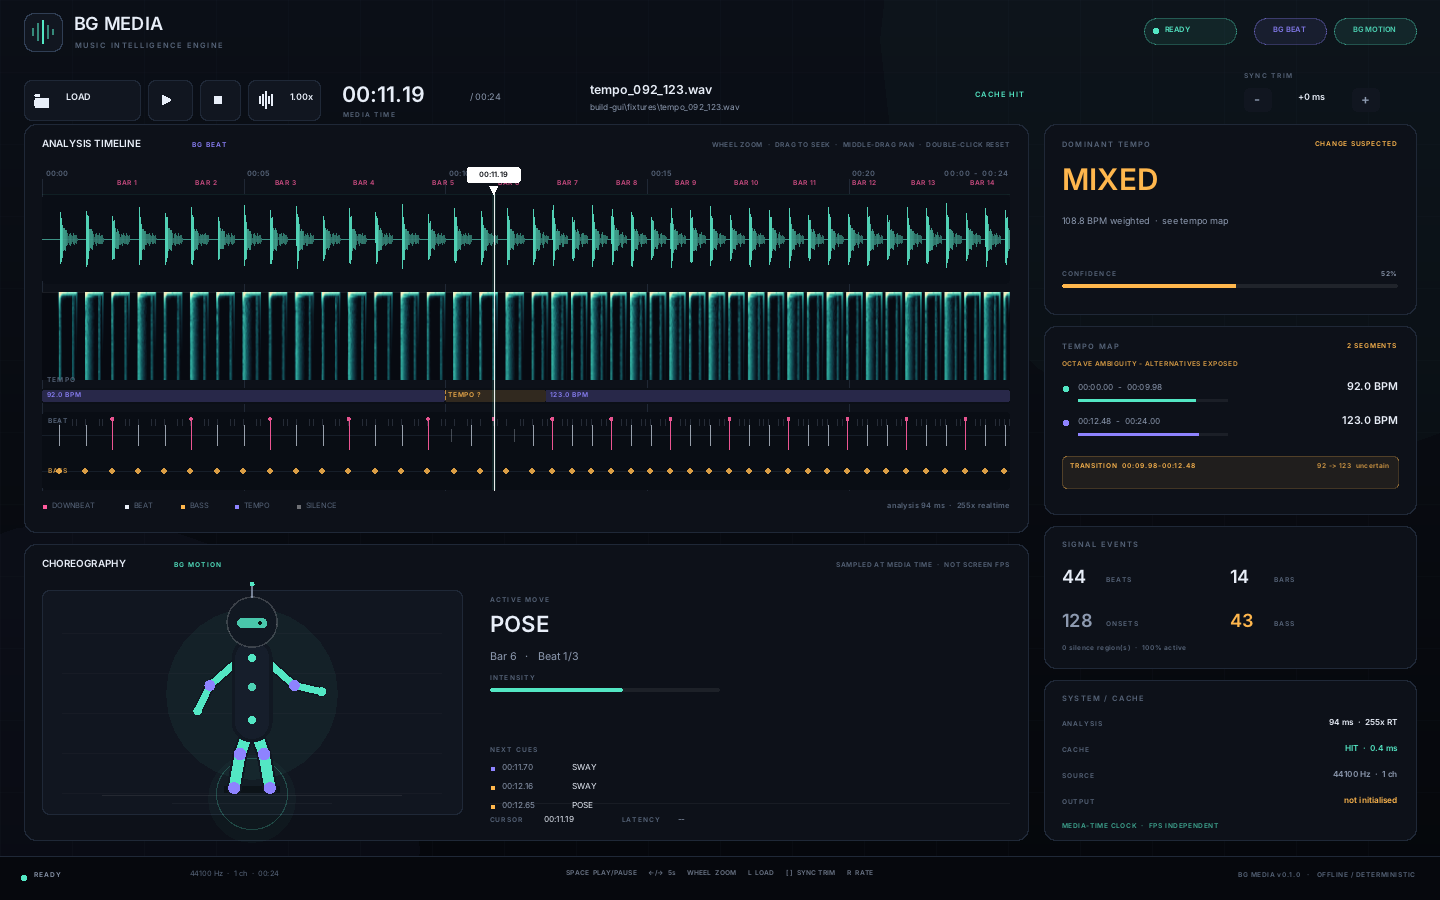 BG MEDIA
MUSIC INTELLIGENCE ENGINE
READY
BG BEAT
BG MOTION
LOAD
1.00x
00:11.19
/ 00:24
MEDIA TIME
tempo_092_123.wav
build-gui\fixtures\tempo_092_123.wav
CACHE HIT
SYNC TRIM
- +0 ms +
ANALYSIS TIMELINE BG BEAT
WHEEL ZOOM · DRAG TO SEEK · MIDDLE-DRAG PAN · DOUBLE-CLICK RESET
00:00 00:05 00:11.19 00:15 00:20 00:00 - 00:24
BAR 1 BAR 2 BAR 3 BAR 4 BAR 5 BAR 7 BAR 8 BAR 9 BAR 10 BAR 11 BAR 12 BAR 13 BAR 14
TEMPO
92.0 BPM TEMPO ? 123.0 BPM
BEAT
BASS
DOWNBEAT BEAT BASS TEMPO SILENCE
analysis 94 ms · 255x realtime
DOMINANT TEMPO CHANGE SUSPECTED
MIXED
108.8 BPM weighted · see tempo map
CONFIDENCE 52%
TEMPO MAP 2 SEGMENTS
OCTAVE AMBIGUITY - ALTERNATIVES EXPOSED
00:00.00 - 00:09.98 92.0 BPM
00:12.48 - 00:24.00 123.0 BPM
TRANSITION 00:09.98-00:12.48 92 -> 123 uncertain
SIGNAL EVENTS
44 BEATS 14 BARS
128 ONSETS 43 BASS
0 silence region(s) · 100% active
SYSTEM / CACHE
ANALYSIS 94 ms · 255x RT
CACHE HIT · 0.4 ms
SOURCE 44100 Hz · 1 ch
OUTPUT not initialised
MEDIA-TIME CLOCK · FPS INDEPENDENT
CHOREOGRAPHY BG MOTION
SAMPLED AT MEDIA TIME · NOT SCREEN FPS
ACTIVE MOVE
POSE
Bar 6 · Beat 1/3
INTENSITY
NEXT CUES
00:11.70 SWAY
00:12.16 SWAY
00:12.65 POSE
CURSOR 00:11.19 LATENCY --
READY
44100 Hz · 1 ch · 00:24
SPACE PLAY/PAUSE ←/→ 5s WHEEL ZOOM L LOAD [ ] SYNC TRIM R RATE
BG MEDIA v0.1.0 · OFFLINE / DETERMINISTIC